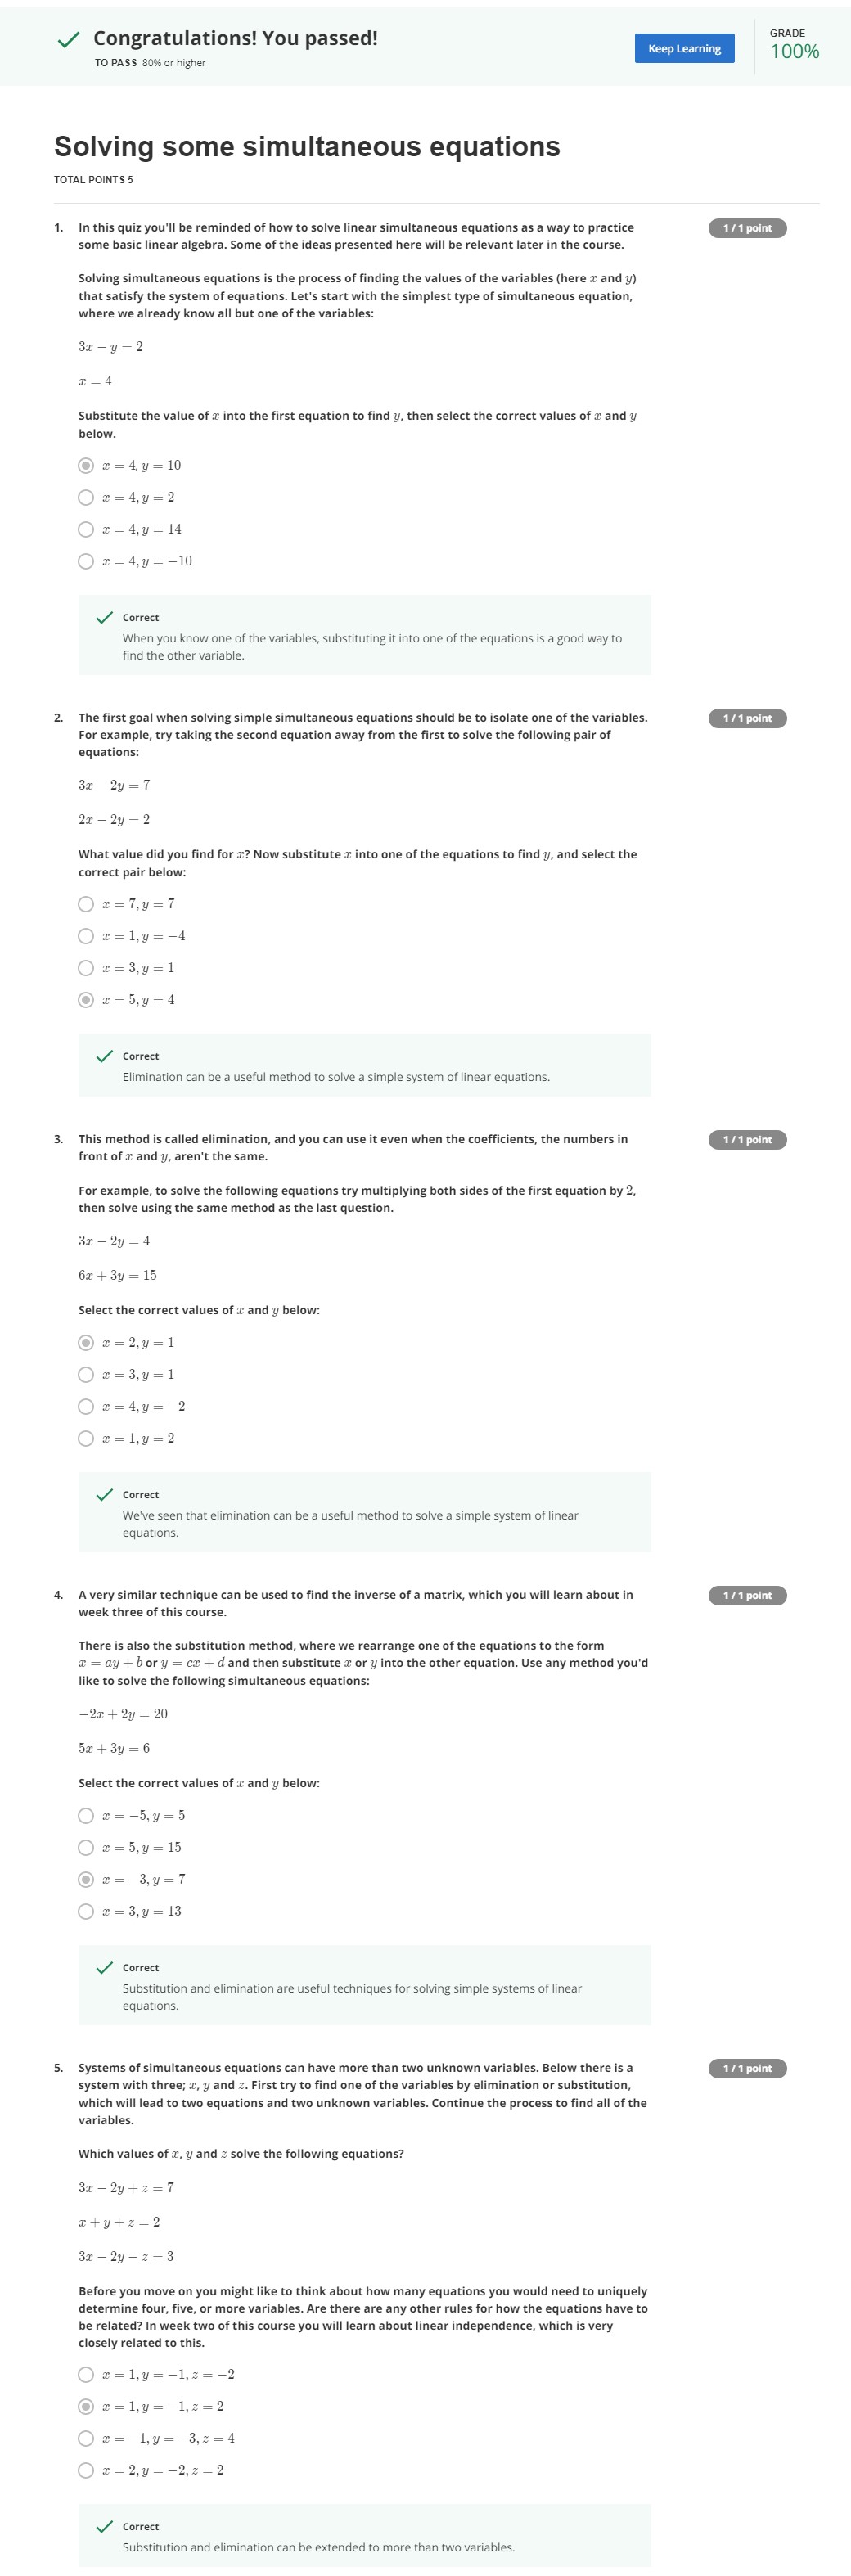 Congratulations! You passed!
TO PASS 80% or higher
Keep Learning
GRADE
100%
Solving some simultaneous equations
TOTAL POINTS 5
1. In this quiz you'll be reminded of how to solve linear simultaneous equations as a way to practice
some basic linear algebra. Some of the ideas presented here will be relevant later in the course.
1 / 1 point
Solving simultaneous equations is the process of finding the values of the variables (here x and y)
that satisfy the system of equations. Let's start with the simplest type of simultaneous equation,
where we already know all but one of the variables:
3x − y = 2
x = 4
Substitute the value of x into the first equation to find y, then select the correct values of x and y
below.
x = 4, y = 10
x = 4, y = 2
x = 4, y = 14
x = 4, y = −10
Correct
When you know one of the variables, substituting it into one of the equations is a good way to
find the other variable.
2. The first goal when solving simple simultaneous equations should be to isolate one of the variables.
For example, try taking the second equation away from the first to solve the following pair of
equations:
1 / 1 point
3x − 2y = 7
2x − 2y = 2
What value did you find for x? Now substitute x into one of the equations to find y, and select the
correct pair below:
x = 7, y = 7
x = 1, y = −4
x = 3, y = 1
x = 5, y = 4
Correct
Elimination can be a useful method to solve a simple system of linear equations.
3. This method is called elimination, and you can use it even when the coefficients, the numbers in
front of x and y, aren't the same.
1 / 1 point
For example, to solve the following equations try multiplying both sides of the first equation by 2,
then solve using the same method as the last question.
3x − 2y = 4
6x + 3y = 15
Select the correct values of x and y below:
x = 2, y = 1
x = 3, y = 1
x = 4, y = −2
x = 1, y = 2
Correct
We've seen that elimination can be a useful method to solve a simple system of linear
equations.
4. A very similar technique can be used to find the inverse of a matrix, which you will learn about in
week three of this course.
1 / 1 point
There is also the substitution method, where we rearrange one of the equations to the form
x = ay + b or y = cx + d and then substitute x or y into the other equation. Use any method you'd
like to solve the following simultaneous equations:
−2x + 2y = 20
5x + 3y = 6
Select the correct values of x and y below:
x = −5, y = 5
x = 5, y = 15
x = −3, y = 7
x = 3, y = 13
Correct
Substitution and elimination are useful techniques for solving simple systems of linear
equations.
5. Systems of simultaneous equations can have more than two unknown variables. Below there is a
system with three; x, y and z. First try to find one of the variables by elimination or substitution,
which will lead to two equations and two unknown variables. Continue the process to find all of the
variables.
1 / 1 point
Which values of x, y and z solve the following equations?
3x − 2y + z = 7
x + y + z = 2
3x − 2y − z = 3
Before you move on you might like to think about how many equations you would need to uniquely
determine four, five, or more variables. Are there are any other rules for how the equations have to
be related? In week two of this course you will learn about linear independence, which is very
closely related to this.
x = 1, y = −1, z = −2
x = 1, y = −1, z = 2
x = −1, y = −3, z = 4
x = 2, y = −2, z = 2
Correct
Substitution and elimination can be extended to more than two variables.